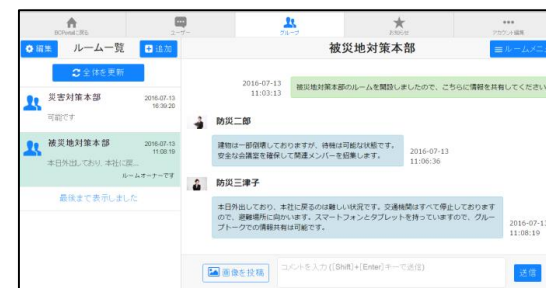 BCPortalに戻る
ユーザー
グループ
お知らせ
アカウント編集
編集
ルーム一覧
追加
被災地対策本部
ルームメニ
全体を更新
災害対策本部
2016-07-13
16:39:20
可能です
被災地対策本部
2016-07-13
11:08:19
本日外出しており、本社に戻...
ルームオーナーです
最後まで表示しました
2016-07-13
11:03:13
被災地対策本部のルームを開設しましたので、こちらに情報を共有してください
防災二郎
建物は一部倒壊しておりますが、待機は可能な状態です。
安全な会議室を確保して関連メンバーを招集します。
2016-07-13
11:06:36
防災三津子
本日外出しており、本社に戻るのは難しい状況です。交通機関はすべて停止しております
ので、避難場所に向かいます。スマートフォンとタブレットを持っていますので、グルー
プトークでの情報共有は可能です。
2016-07-13
11:08:19
画像を投稿
コメントを入力 ([Shift]+[Enter]キーで送信)
送信